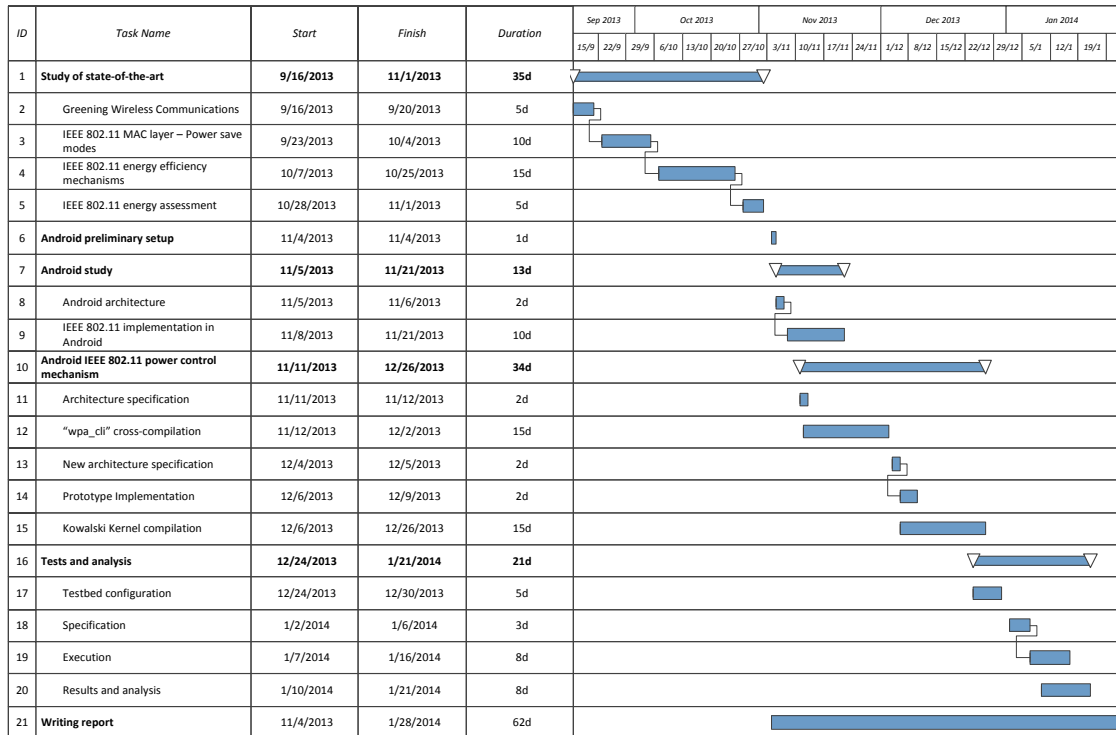 ID Task Name Start Finish Duration Sep 2013 Oct 2013 Nov 2013 Dec 2013 Jan 2014
15/9 22/9 29/9 6/10 13/10 20/10 27/10 3/11 10/11 17/11 24/11 1/12 8/12 15/12 22/12 29/12 5/1 12/1 19/1
1 Study of state-of-the-art 9/16/2013 11/1/2013 35d
2 Greening Wireless Communications 9/16/2013 9/20/2013 5d
3 IEEE 802.11 MAC layer – Power save
modes 9/23/2013 10/4/2013 10d
4 IEEE 802.11 energy efficiency
mechanisms 10/7/2013 10/25/2013 15d
5 IEEE 802.11 energy assessment 10/28/2013 11/1/2013 5d
6 Android preliminary setup 11/4/2013 11/4/2013 1d
7 Android study 11/5/2013 11/21/2013 13d
8 Android architecture 11/5/2013 11/6/2013 2d
9 IEEE 802.11 implementation in
Android 11/8/2013 11/21/2013 10d
10 Android IEEE 802.11 power control
mechanism 11/11/2013 12/26/2013 34d
11 Architecture specification 11/11/2013 11/12/2013 2d
12 “wpa_cli” cross-compilation 11/12/2013 12/2/2013 15d
13 New architecture specification 12/4/2013 12/5/2013 2d
14 Prototype Implementation 12/6/2013 12/9/2013 2d
15 Kowalski Kernel compilation 12/6/2013 12/26/2013 15d
16 Tests and analysis 12/24/2013 1/21/2014 21d
17 Testbed configuration 12/24/2013 12/30/2013 5d
18 Specification 1/2/2014 1/6/2014 3d
19 Execution 1/7/2014 1/16/2014 8d
20 Results and analysis 1/10/2014 1/21/2014 8d
21 Writing report 11/4/2013 1/28/2014 62d